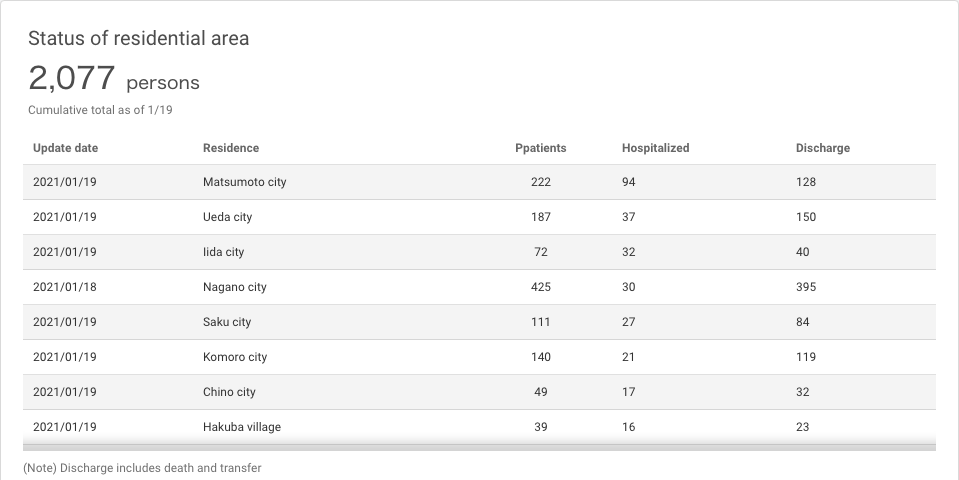 Status of residential area
2,077 persons
Cumulative total as of 1/19
Update date Residence Ppatients Hospitalized Discharge
2021/01/19 Matsumoto city 222 94 128
2021/01/19 Ueda city 187 37 150
2021/01/19 Iida city 72 32 40
2021/01/18 Nagano city 425 30 395
2021/01/19 Saku city 111 27 84
2021/01/19 Komoro city 140 21 119
2021/01/19 Chino city 49 17 32
2021/01/19 Hakuba village 39 16 23
(Note) Discharge includes death and transfer